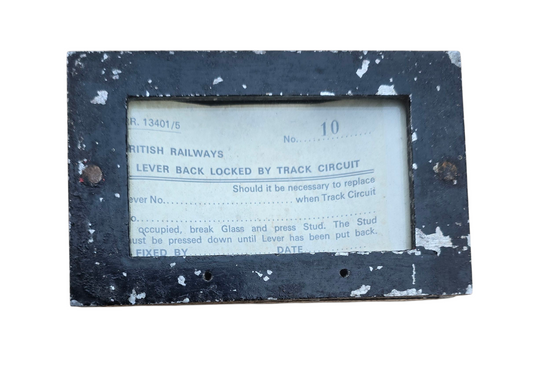 R. 13401/5
No. 10
RITISH RAILWAYS
LEVER BACK LOCKED BY TRACK CIRCUIT
Should it be necessary to replace
ever No. when Track Circuit
o.
occupied, break Glass and press Stud. The Stud
ust be pressed down until Lever has been put back.
FIXED BY DATE